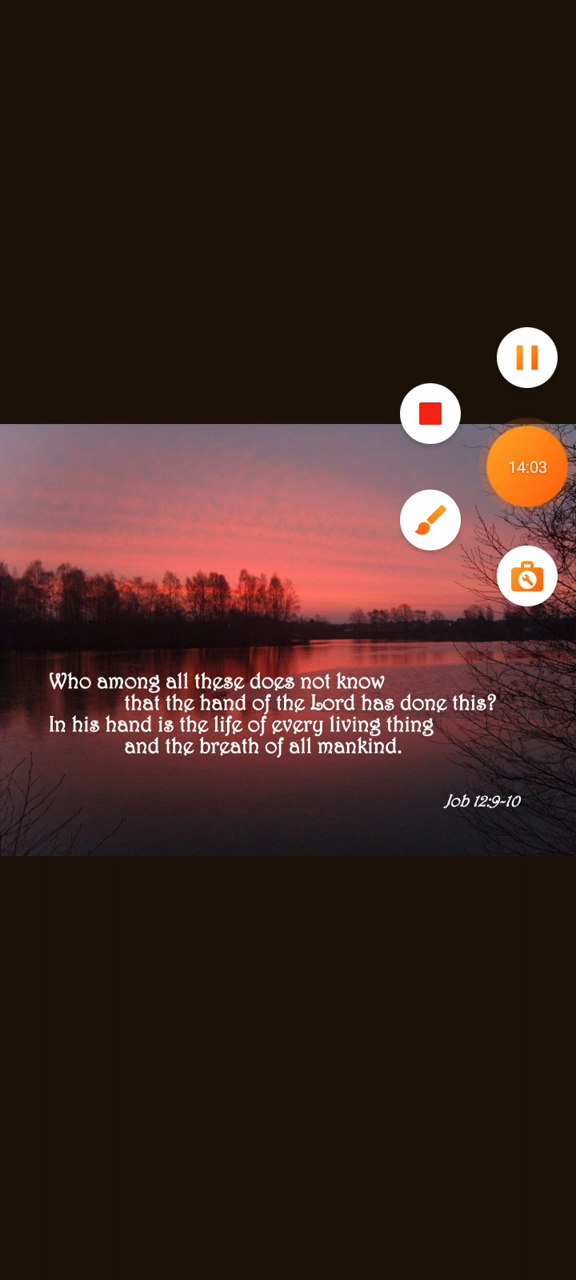 14:03
Who among all these does not know
that the hand of the Lord has done this?
In his hand is the life of every living thing
and the breath of all mankind.
Job 12:9-10